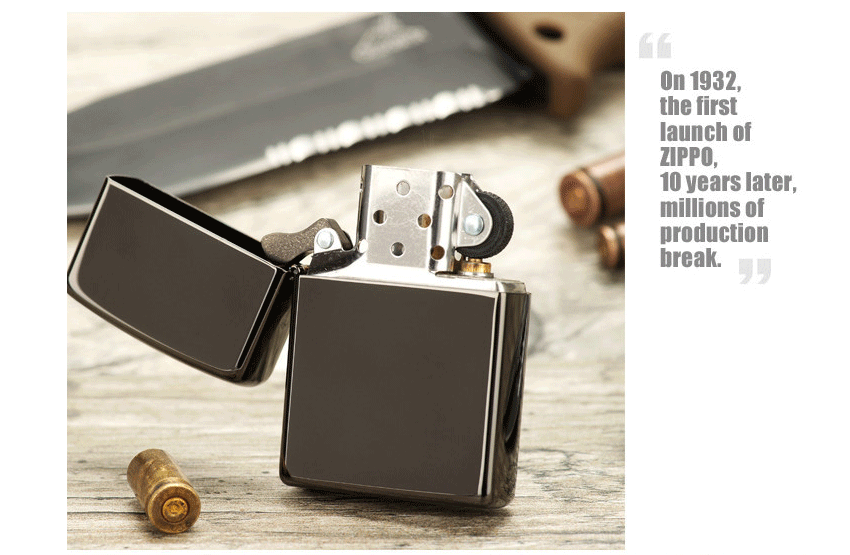 On 1932,
the first
launch of
ZIPPO,
10 years later,
millions of
production
break.